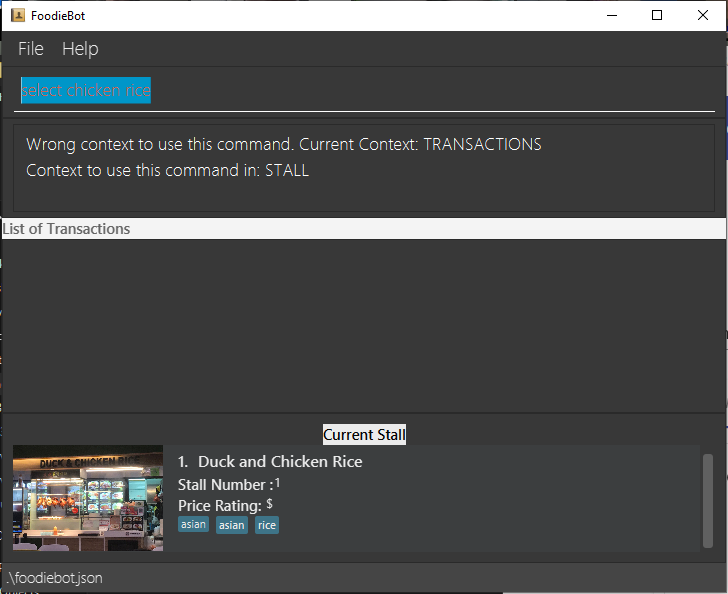 FoodieBot
File Help
select chicken rice
Wrong context to use this command. Current Context: TRANSACTIONS
Context to use this command in: STALL
List of Transactions
Current Stall
DUCK & CHICKEN RICE
1. Duck and Chicken Rice
Stall Number :1
Price Rating: $
asian asian rice
.\foodiebot.json